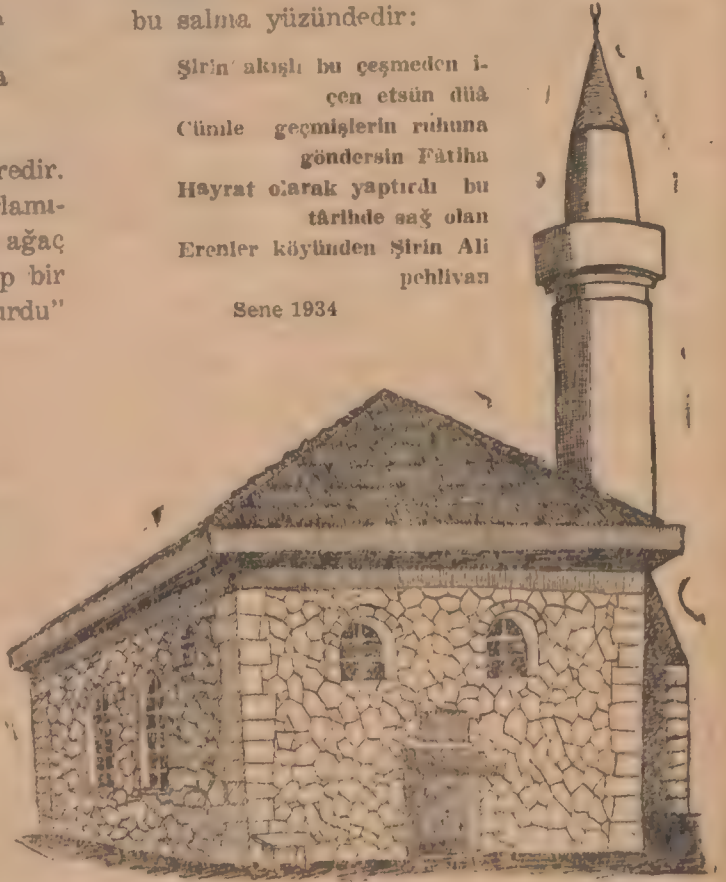 redir.
lamı-
ağaç
p bir
urdu”
bu salma yüzündedir:
Şirin akışlı bu çeşmeden i-
çen etsün düâ
Cümle geçmişlerin rûhuna
göndersin Fâtiha
Hayrat olarak yaptırdı bu
târihde sağ olan
Erenler köyünden Şirin Ali
pehlivan
Sene 1934